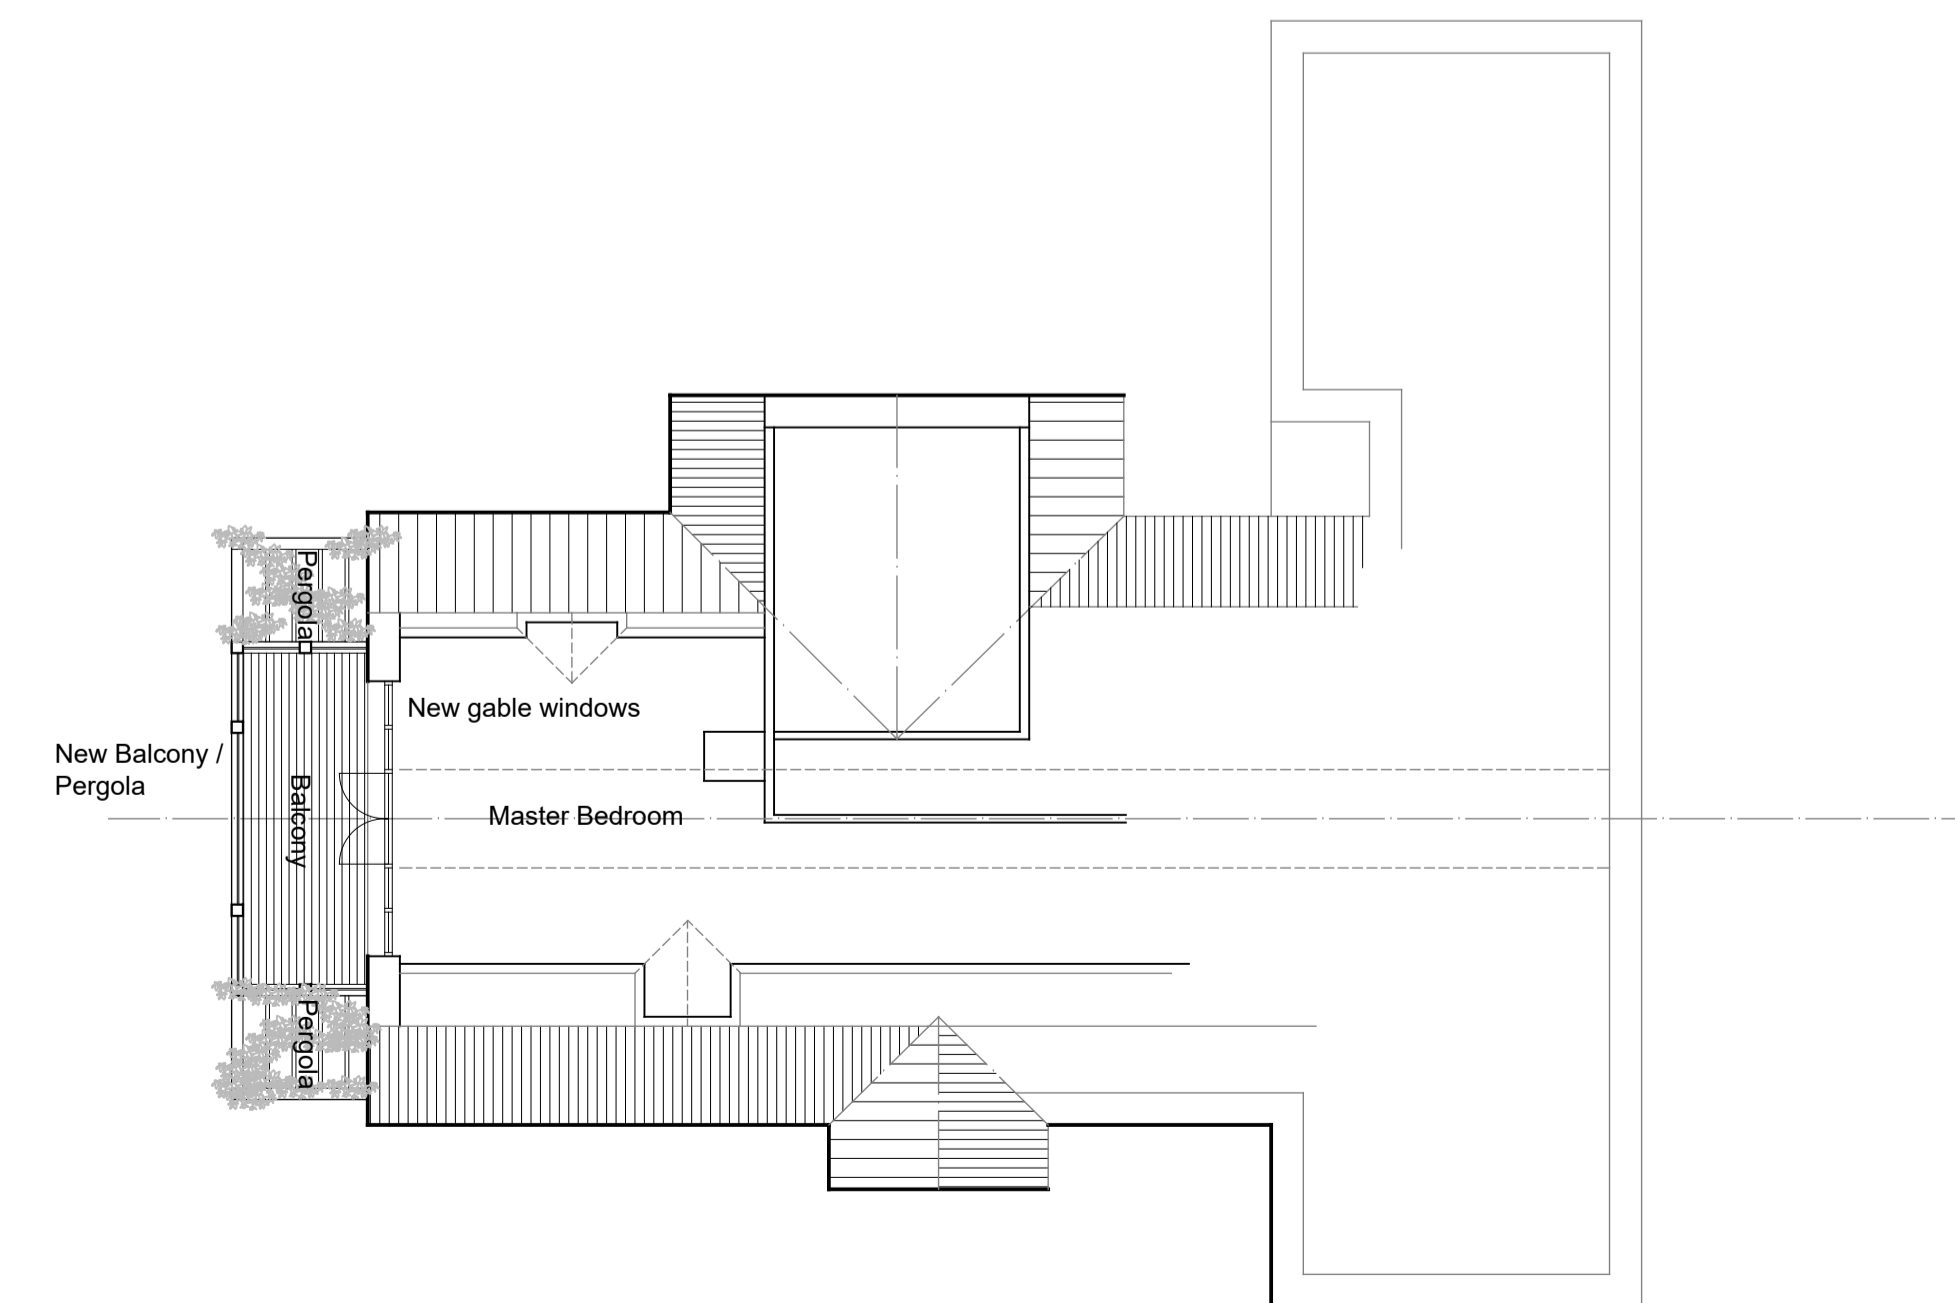 Pergola
New gable windows
New Balcony /
Pergola
Balcony
Master Bedroom
Pergola